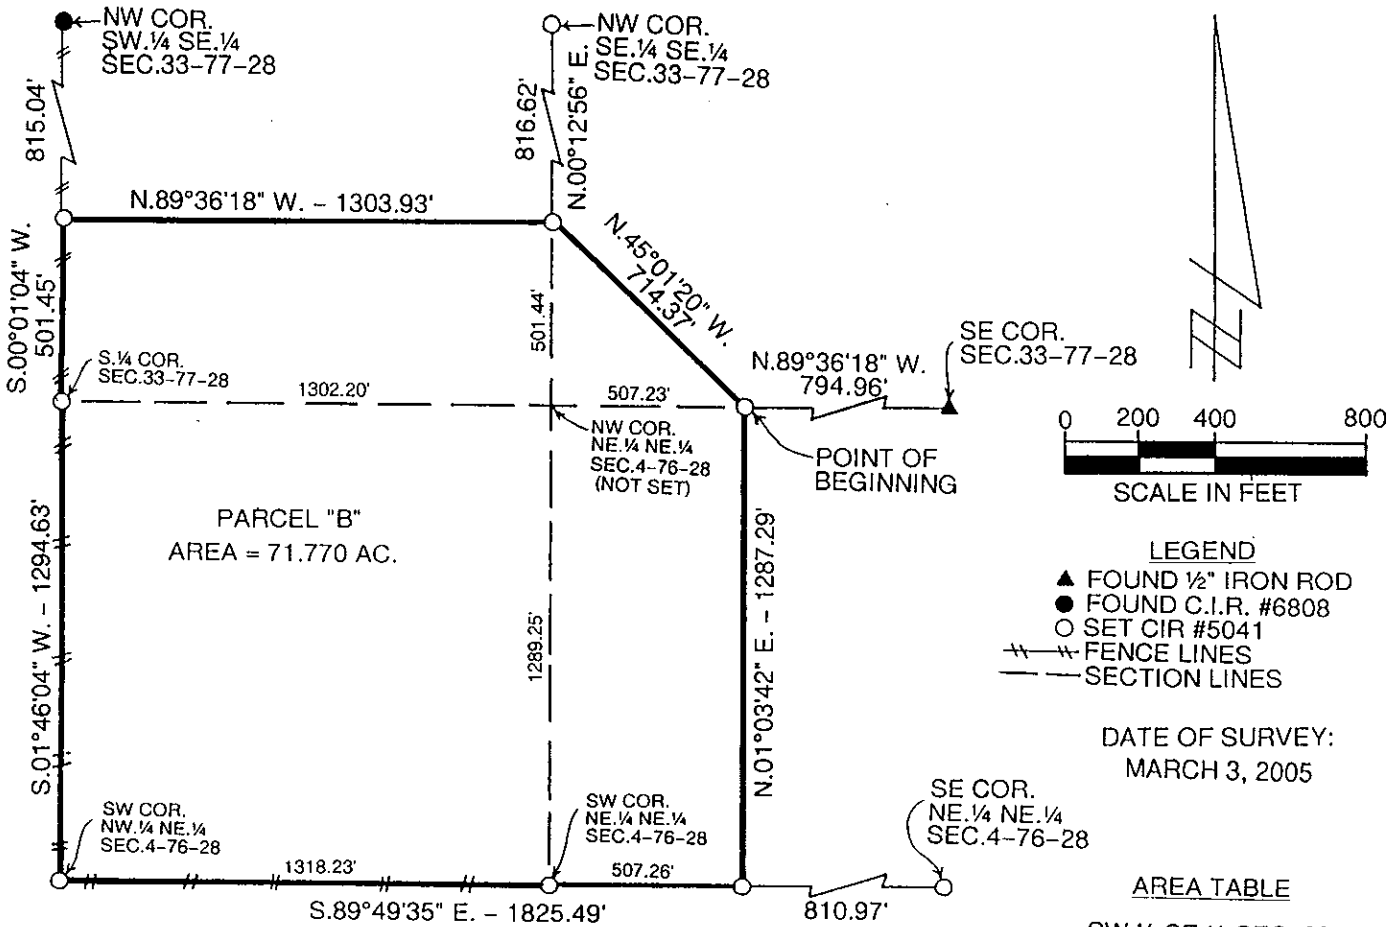 NW COR.
SW.¼ SE.¼
SEC.33-77-28
NW COR.
SE.¼ SE.¼
SEC.33-77-28
815.04'
816.62'
N.00°12'56" E.
N.89°36'18" W. - 1303.93'
N.45°01'20" W.
714.37'
S.00°01'04" W.
501.45'
501.44'
S.¼ COR.
SEC.33-77-28
1302.20'
507.23'
N.89°36'18" W.
794.96'
SE COR.
SEC.33-77-28
NW COR.
NE.¼ NE.¼
SEC.4-76-28
(NOT SET)
POINT OF
BEGINNING
PARCEL "B"
AREA = 71.770 AC.
S.01°46'04" W. - 1294.63'
1289.25'
N.01°03'42" E. - 1287.29'
SW COR.
NW.¼ NE.¼
SEC.4-76-28
SW COR.
NE.¼ NE.¼
SEC.4-76-28
SE COR.
NE.¼ NE.¼
SEC.4-76-28
1318.23'
507.26'
S.89°49'35" E. - 1825.49'
810.97'
N
0 200 400 800
SCALE IN FEET
LEGEND
FOUND ½" IRON ROD
FOUND C.I.R. #6808
SET CIR #5041
FENCE LINES
SECTION LINES
DATE OF SURVEY:
MARCH 3, 2005
AREA TABLE